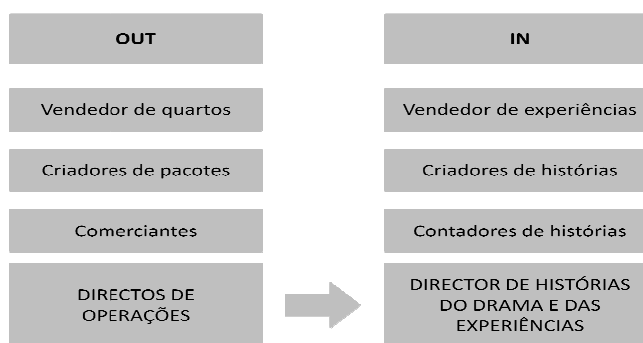 OUT
IN
Vendedor de quartos
Vendedor de experiências
Criadores de pacotes
Criadores de histórias
Comerciantes
Contadores de histórias
DIRECTOS DE
OPERAÇÕES
DIRECTOR DE HISTÓRIAS
DO DRAMA E DAS
EXPERIÊNCIAS